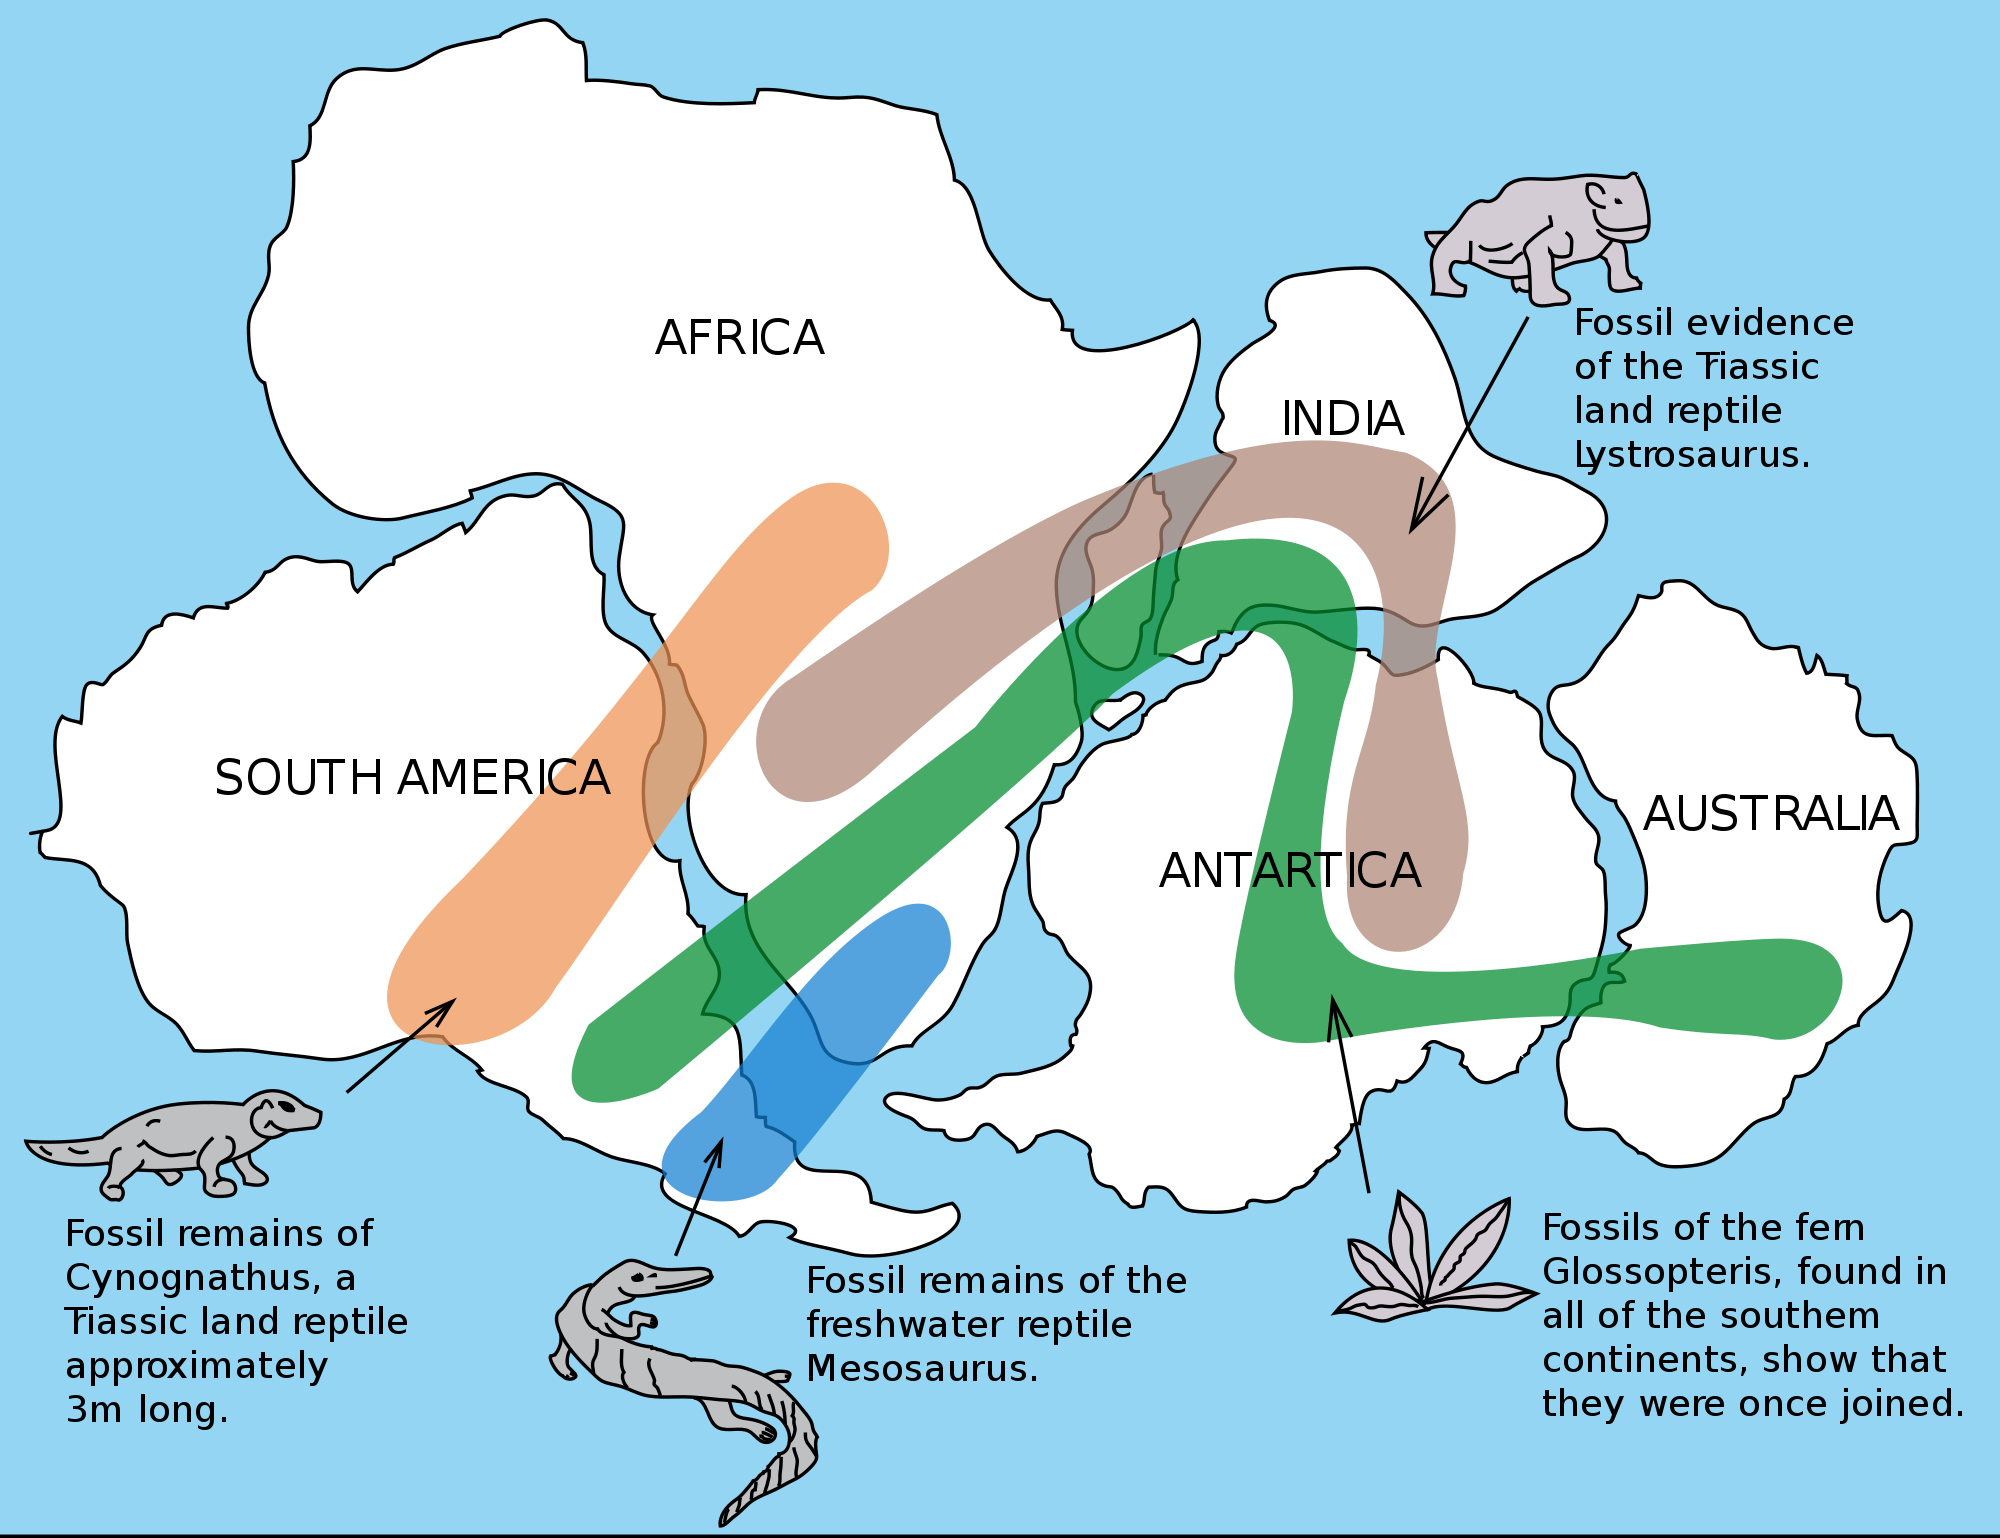 AFRICA
INDIA
SOUTH AMERICA
ANTARTICA
AUSTRALIA
Fossil evidence
of the Tiassic
land reptile
Lystrosaurus.
Fossil remains of
Cynognathus, a
Tiassic land reptile
approximately
3m long.
Fossil remains of the
freshwater reptile
Mesosaurus.
Fossils of the fern
Glossopteris, found in
all of the southern
continents, show that
they were once joined.